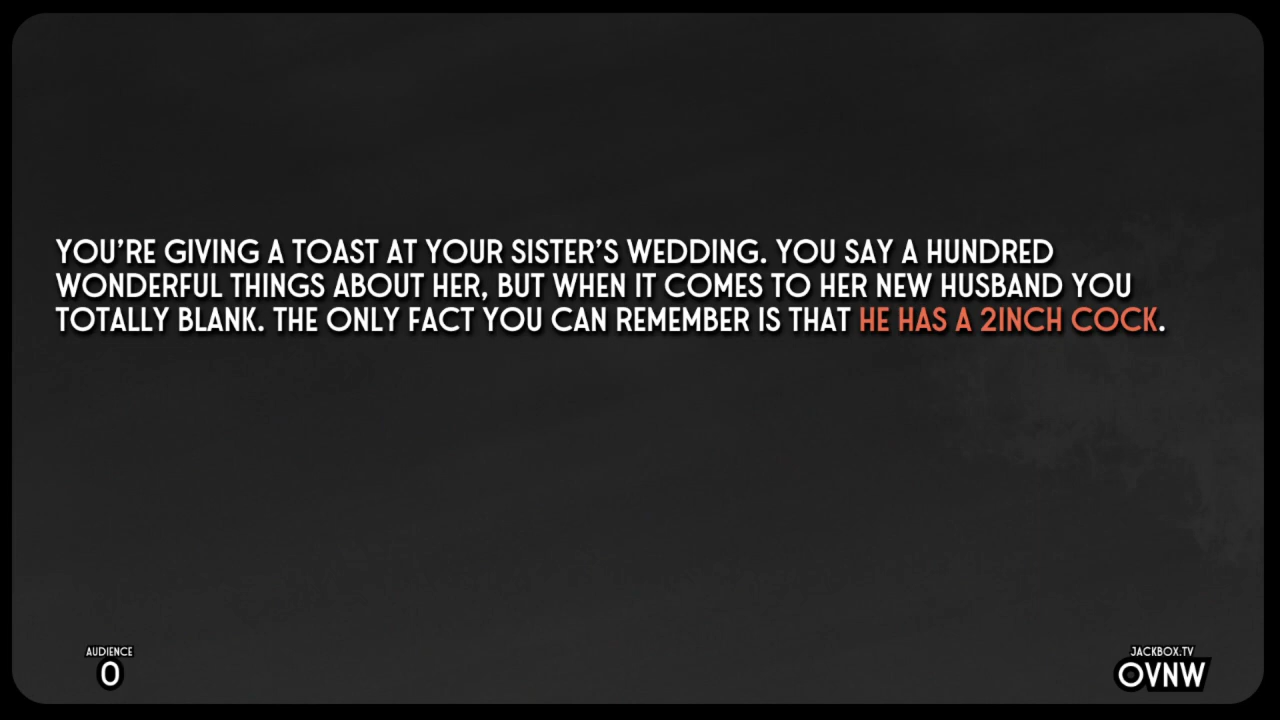 YOU'RE GIVING A TOAST AT YOUR SISTER'S WEDDING. YOU SAY A HUNDRED
WONDERFUL THINGS ABOUT HER, BUT WHEN IT COMES TO HER NEW HUSBAND YOU
TOTALLY BLANK. THE ONLY FACT YOU CAN REMEMBER IS THAT HE HAS A 2INCH COCK.
AUDIENCE
0
JACKBOX.TV
OVNW